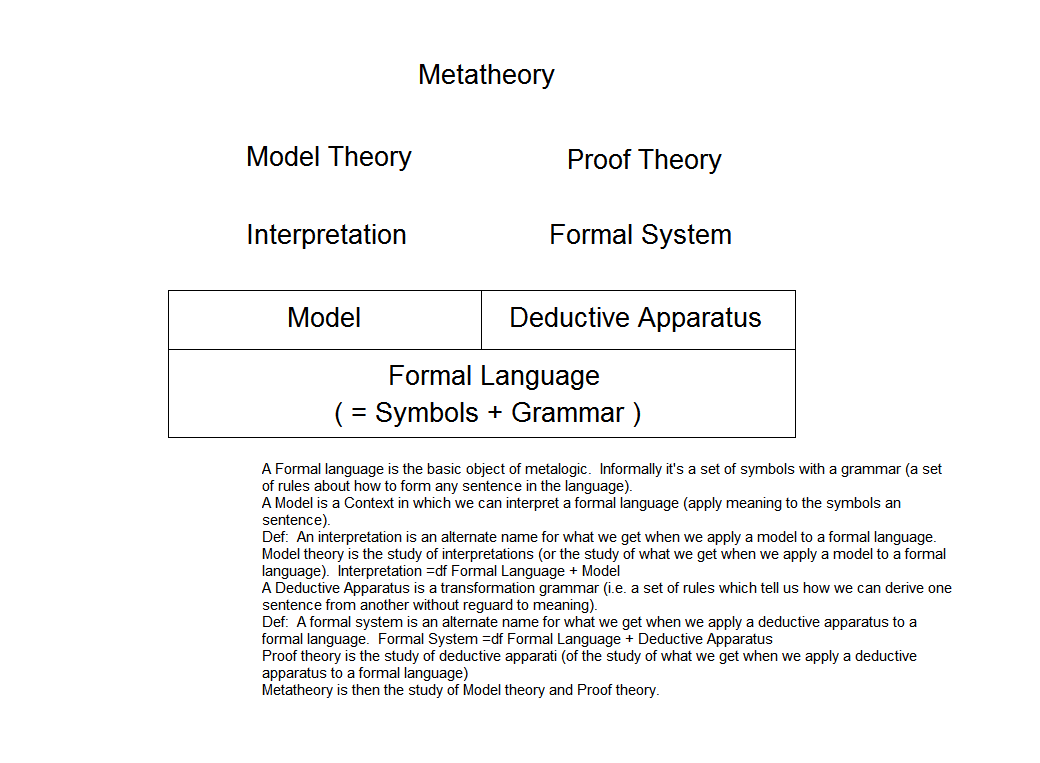 Metatheory
Model Theory
Proof Theory
Interpretation
Formal System
Model
Deductive Apparatus
Formal Language
( = Symbols + Grammar )
A Formal language is the basic object of metalogic.  Informally it's a set of symbols with a grammar (a set
of rules about how to form any sentence in the language).
A Model is a Context in which we can interpret a formal language (apply meaning to the symbols an
sentence).
Def:  An interpretation is an alternate name for what we get when we apply a model to a formal language.
Model theory is the study of interpretations (or the study of what we get when we apply a model to a formal
language).  Interpretation =df Formal Language + Model
A Deductive Apparatus is a transformation grammar (i.e. a set of rules which tell us how we can derive one
sentence from another without reguard to meaning).
Def:  A formal system is an alternate name for what we get when we apply a deductive apparatus to a
formal language.  Formal System =df Formal Language + Deductive Apparatus
Proof theory is the study of deductive apparati (of the study of what we get when we apply a deductive
apparatus to a formal language)
Metatheory is then the study of Model theory and Proof theory.